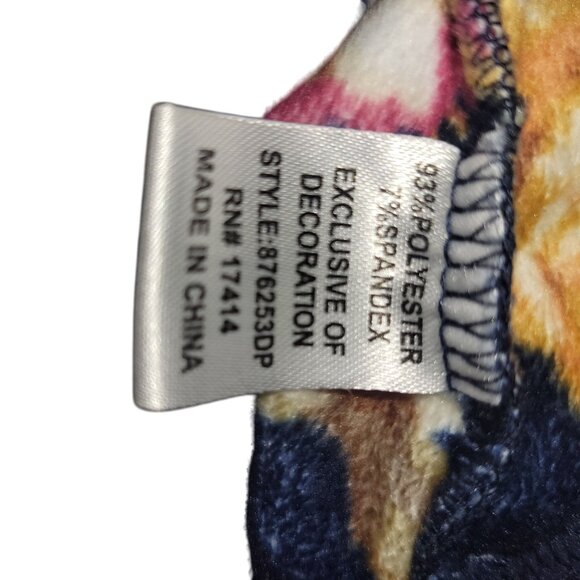 93%POLYESTER
7%SPANDEX
EXCLUSIVE OF
DECORATION
STYLE:876253DP
RN# 17414
MADE IN CHINA